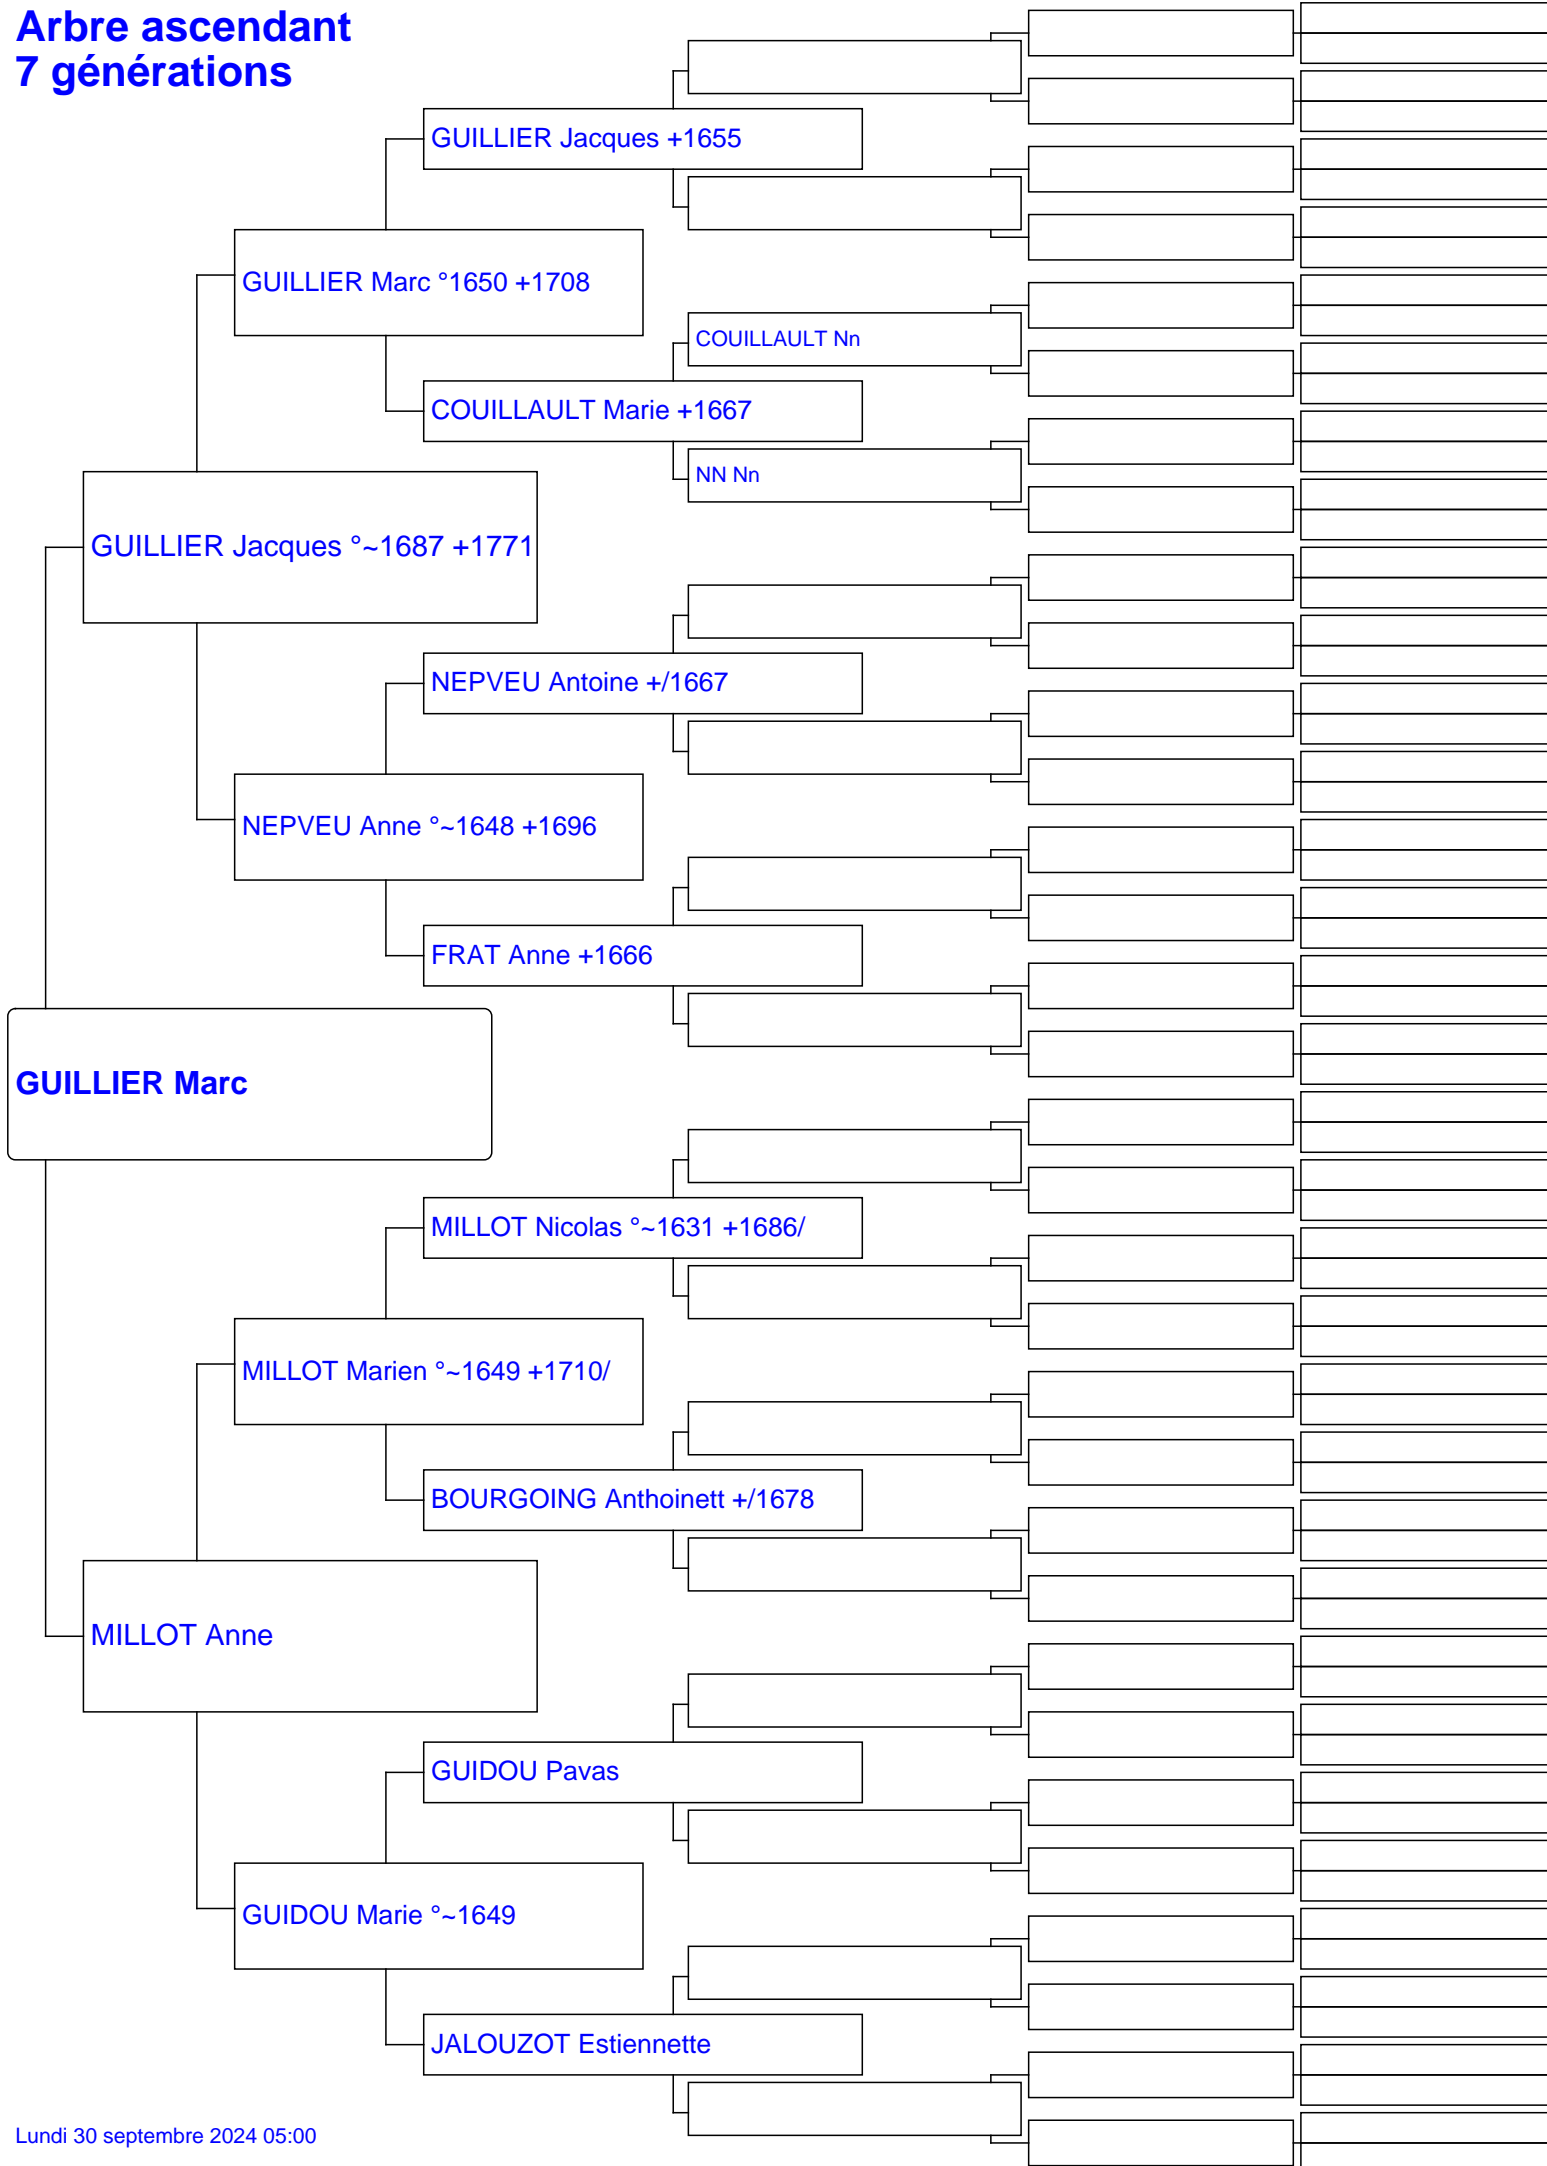 Arbre ascendant
7 générations
GUILLIER Jacques +1655
GUILLIER Marc °1650 +1708
COUILLAULT Nn
COUILLAULT Marie +1667
NN Nn
GUILLIER Jacques °~1687 +1771
NEPVEU Antoine +/1667
NEPVEU Anne °~1648 +1696
FRAT Anne +1666
GUILLIER Marc
MILLOT Nicolas °~1631 +1686/
MILLOT Marien °~1649 +1710/
BOURGOING Anthoinett +/1678
MILLOT Anne
GUIDOU Pavas
GUIDOU Marie °~1649
JALOUZOT Estiennette
Lundi 30 septembre 2024 05:00